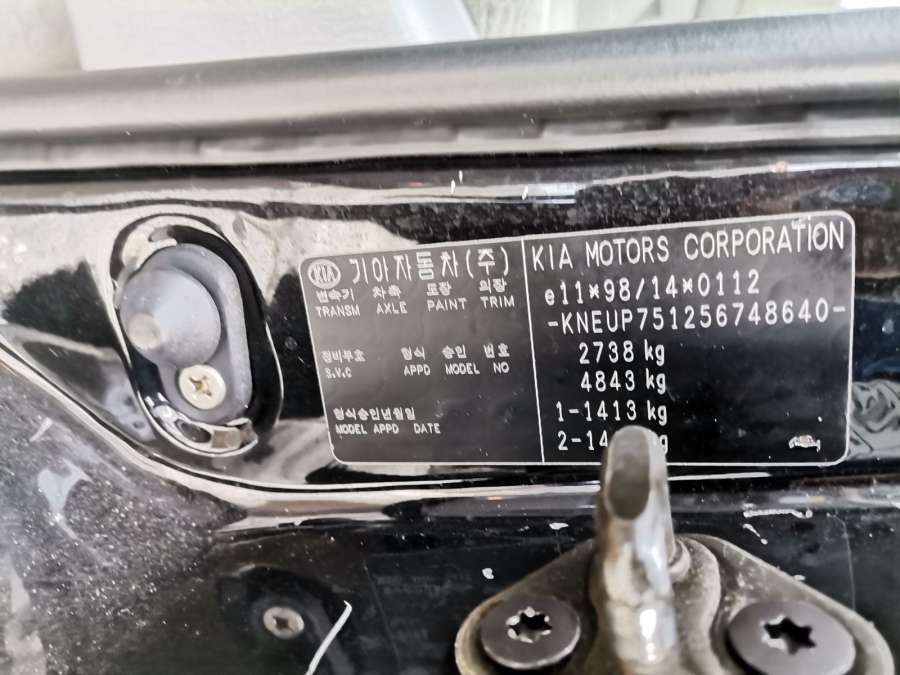 KIA 기아자동차(주)
변속기 차축 도장 의장
TRANSM AXLE PAINT TRIM
정비부호 형식 승인 번호
S.V.C APPD MODEL NO
형식승인년월일
MODEL APPD DATE
KIA MOTORS CORPORATION
e11*98/14*0112
-KNEUP751256748640-
2738 kg
4843 kg
1-1413 kg